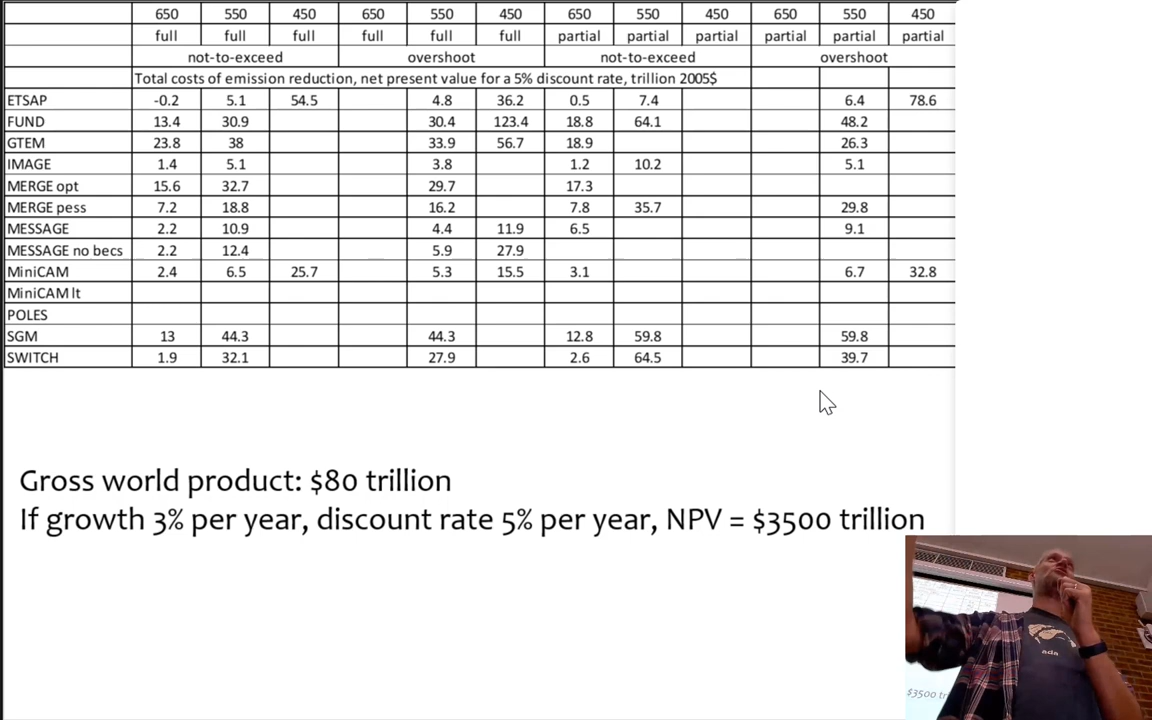 650 550 450 650 550 450 650 550 450 650 550 450
full full full full full full partial partial partial partial partial partial
not-to-exceed overshoot not-to-exceed overshoot
Total costs of emission reduction, net present value for a 5% discount rate, trillion 2005$
ETSAP -0.2 5.1 54.5 4.8 36.2 0.5 7.4 6.4 78.6
FUND 13.4 30.9 30.4 123.4 18.8 64.1 48.2
GTEM 23.8 38 33.9 56.7 18.9 26.3
IMAGE 1.4 5.1 3.8 1.2 10.2 5.1
MERGE opt 15.6 32.7 29.7 17.3
MERGE pess 7.2 18.8 16.2 7.8 35.7 29.8
MESSAGE 2.2 10.9 4.4 11.9 6.5 9.1
MESSAGE no becs 2.2 12.4 5.9 27.9
MiniCAM 2.4 6.5 25.7 5.3 15.5 3.1 6.7 32.8
MiniCAM lt
POLES
SGM 13 44.3 44.3 12.8 59.8 59.8
SWITCH 1.9 32.1 27.9 2.6 64.5 39.7
Gross world product: $80 trillion
If growth 3% per year, discount rate 5% per year, NPV = $3500 trillion
ada
$3500 tri